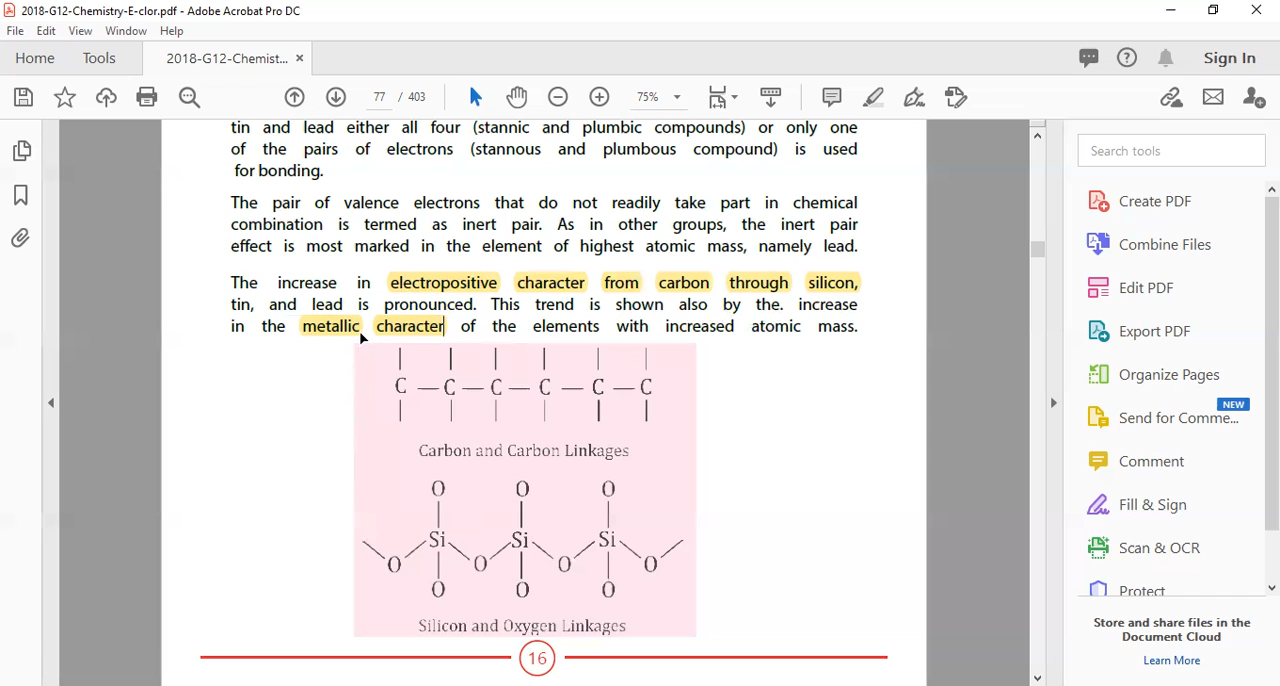 2018-G12-Chemistry-E-clor.pdf - Adobe Acrobat Pro DC
File Edit View Window Help
Home Tools 2018-G12-Chemist... × Sign In
77 / 403 75%
tin and lead either all four (stannic and plumbic compounds) or only one
of the pairs of electrons (stannous and plumbous compound) is used
for bonding.
The pair of valence electrons that do not readily take part in chemical
combination is termed as inert pair. As in other groups, the inert pair
effect is most marked in the element of highest atomic mass, namely lead.
The increase in electropositive character from carbon through silicon,
tin, and lead is pronounced. This trend is shown also by the. increase
in the metallic character of the elements with increased atomic mass.
C — C — C — C — C — C
Carbon and Carbon Linkages
O O O
Si Si Si
O O O O
O O O
Silicon and Oxygen Linkages
16
Search tools
Create PDF
Combine Files
Edit PDF
Export PDF
Organize Pages
NEW
Send for Comme...
Comment
Fill & Sign
Scan & OCR
Protect
Store and share files in the
Document Cloud
Learn More